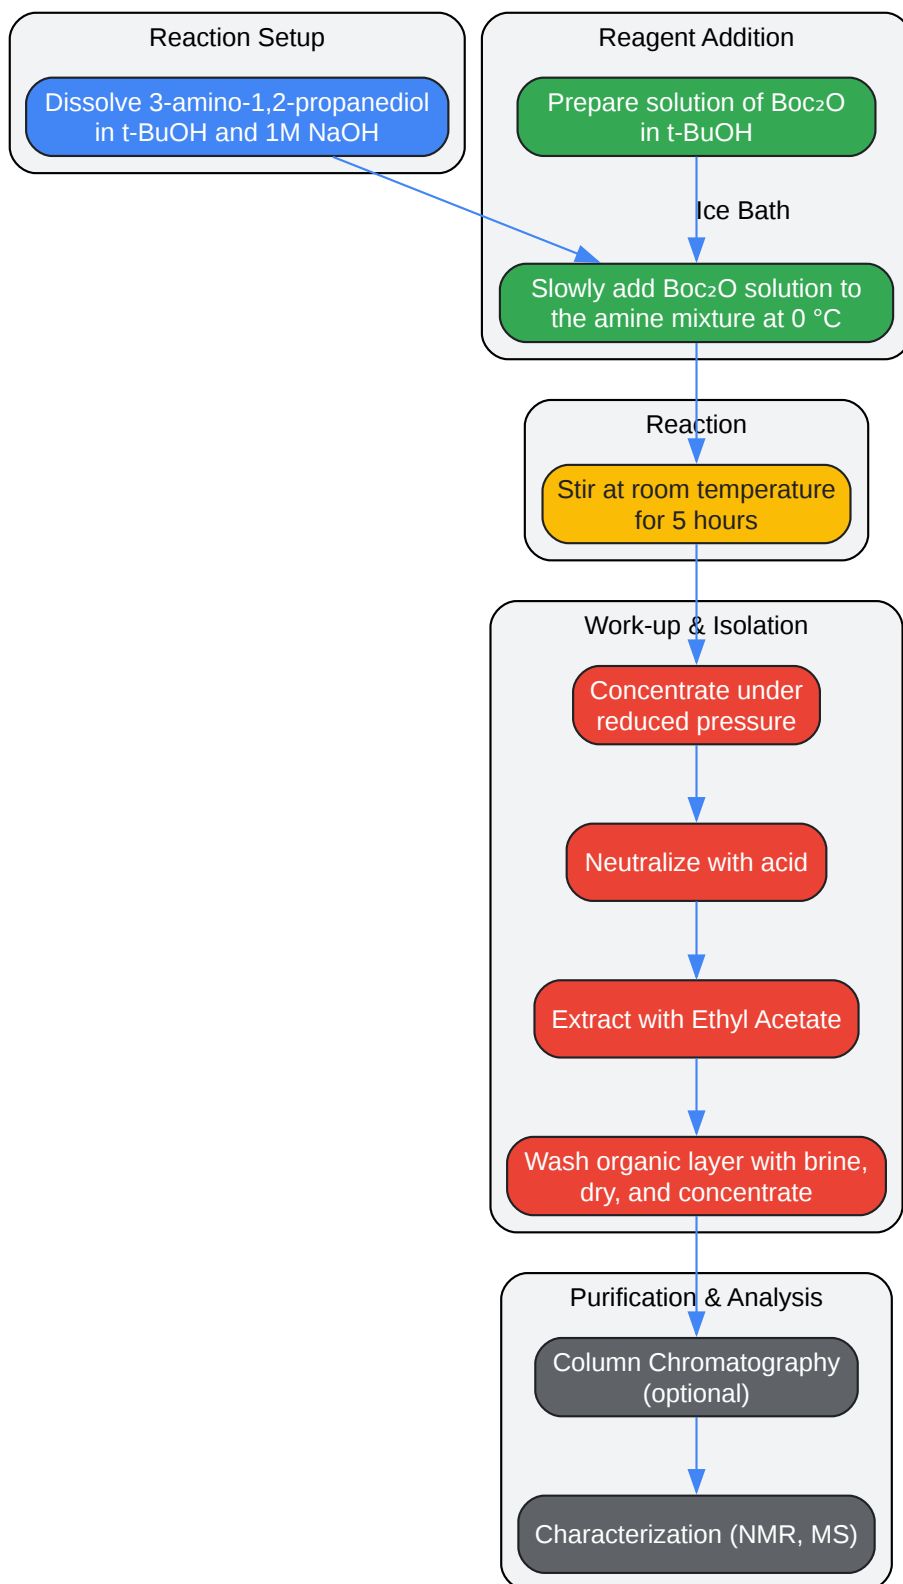 Reaction Setup
Dissolve 3-amino-1,2-propanediol
in t-BuOH and 1M NaOH
Reagent Addition
Prepare solution of Boc₂O
in t-BuOH
Ice Bath
Slowly add Boc₂O solution to
the amine mixture at 0 °C
Reaction
Stir at room temperature
for 5 hours
Work-up & Isolation
Concentrate under
reduced pressure
Neutralize with acid
Extract with Ethyl Acetate
Wash organic layer with brine,
dry, and concentrate
Purification & Analysis
Column Chromatography
(optional)
Characterization (NMR, MS)